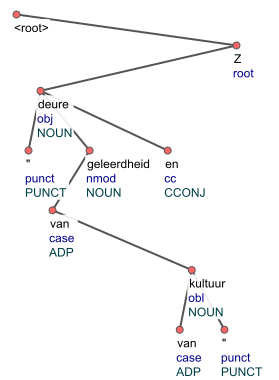 <root>
Z
root
deure
obj
NOUN
" geleerdheid en
punct nmod cc
PUNCT NOUN CCONJ
van
case
ADP
kultuur
obl
NOUN
van "
case punct
ADP PUNCT